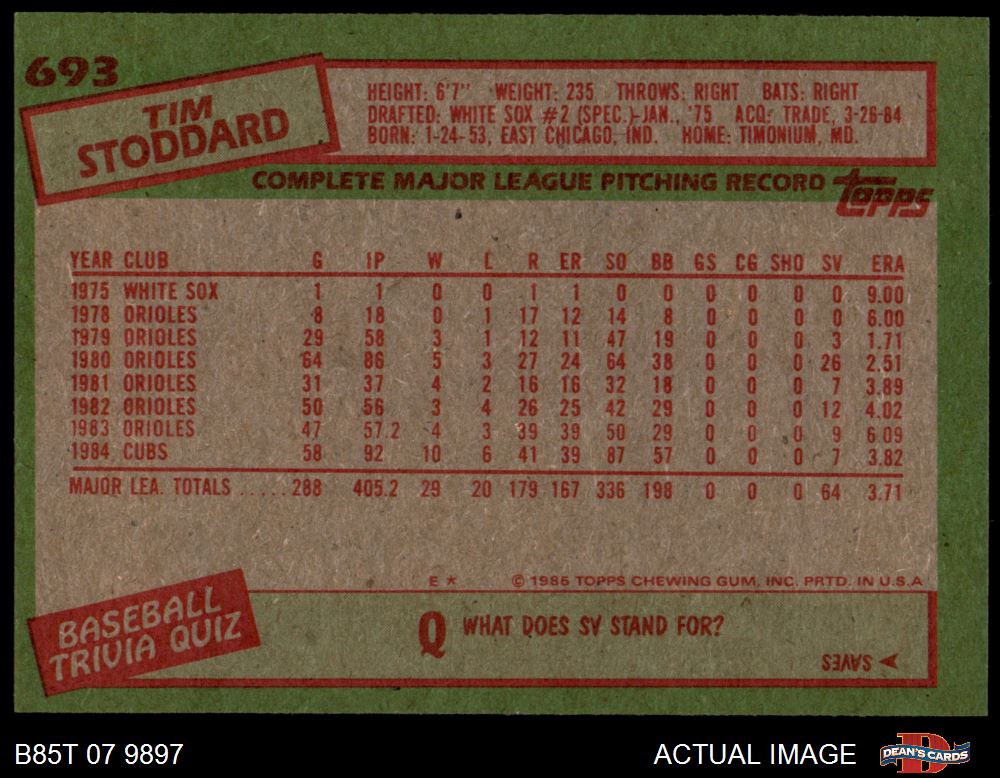 693
TIM
STODDARD
HEIGHT: 6'7" WEIGHT: 235 THROWS: RIGHT BATS: RIGHT
DRAFTED: WHITE SOX #2 (SPEC.)-JAN., '75 ACQ: TRADE, 3-26-84
BORN: 1-24-53, EAST CHICAGO, IND. HOME: TIMONIUM, MD.
COMPLETE MAJOR LEAGUE PITCHING RECORD topps
YEAR CLUB G IP W L R ER SO BB GS CG SHO SV ERA
1975 WHITE SOX 1 1 0 0 1 1 0 0 0 0 0 0 9.00
1978 ORIOLES 8 18 0 1 17 12 14 8 0 0 0 0 6.00
1979 ORIOLES 29 58 3 1 12 11 47 19 0 0 0 3 1.71
1980 ORIOLES 64 86 5 3 27 24 64 38 0 0 0 26 2.51
1981 ORIOLES 31 37 4 2 16 16 32 18 0 0 0 7 3.89
1982 ORIOLES 50 56 3 4 26 25 42 29 0 0 0 12 4.02
1983 ORIOLES 47 57.2 4 3 39 39 50 29 0 0 0 9 6.09
1984 CUBS 58 92 10 6 41 39 87 57 0 0 0 7 3.82
MAJOR LEA. TOTALS ..... 288 405.2 29 20 179 167 336 198 0 0 0 64 3.71
E * © 1985 TOPPS CHEWING GUM, INC. PRTD. IN U.S.A
BASEBALL
TRIVIA QUIZ
Q WHAT DOES SV STAND FOR?
SAVES
B85T 07 9897 ACTUAL IMAGE DEAN'S CARDS